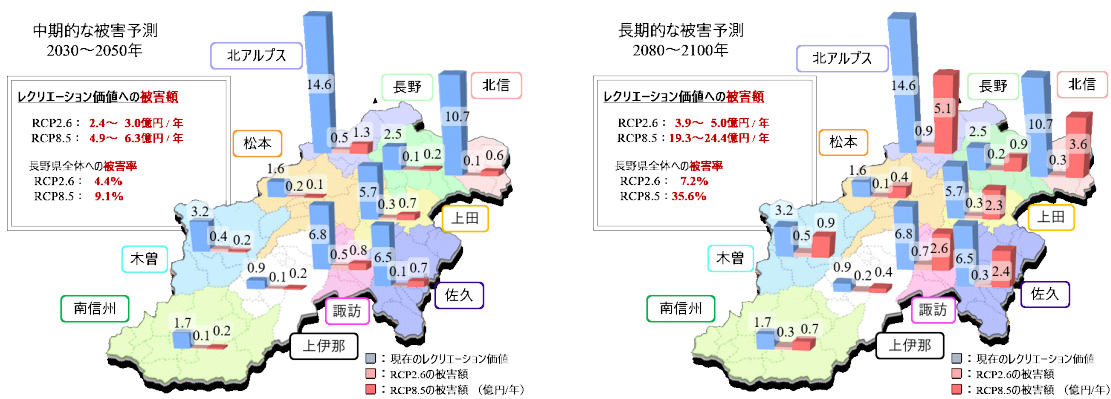 中期的な被害予測
2030～2050年
レクリエーション価値への被害額
RCP2.6： 2.4～ 3.0億円 / 年
RCP8.5： 4.9～ 6.3億円 / 年
長野県全体への被害率
RCP2.6： 4.4%
RCP8.5： 9.1%
北アルプス
14.6
0.5
1.3
長野
2.5
0.1
0.2
北信
10.7
0.1
0.6
松本
1.6
0.2
0.1
5.7
0.3
0.7
上田
3.2
0.4
0.2
木曽
6.8
0.5
0.8
6.5
0.1
0.7
佐久
0.9
0.1
0.2
諏訪
上伊那
南信州
1.7
0.1
0.2
：現在のレクリエーション価値
：RCP2.6の被害額
：RCP8.5の被害額 （億円/年）
長期的な被害予測
2080～2100年
レクリエーション価値への被害額
RCP2.6： 3.9～ 5.0億円 / 年
RCP8.5：19.3～24.4億円 / 年
長野県全体への被害率
RCP2.6： 7.2%
RCP8.5：35.6%
北アルプス
14.6
0.9
5.1
長野
2.5
0.2
0.9
北信
10.7
0.3
3.6
松本
1.6
0.1
0.4
5.7
0.3
2.3
上田
3.2
0.5
0.9
木曽
6.8
0.7
2.6
6.5
0.3
2.4
佐久
0.9
0.2
0.4
諏訪
上伊那
南信州
1.7
0.3
0.7
：現在のレクリエーション価値
：RCP2.6の被害額
：RCP8.5の被害額 （億円/年）